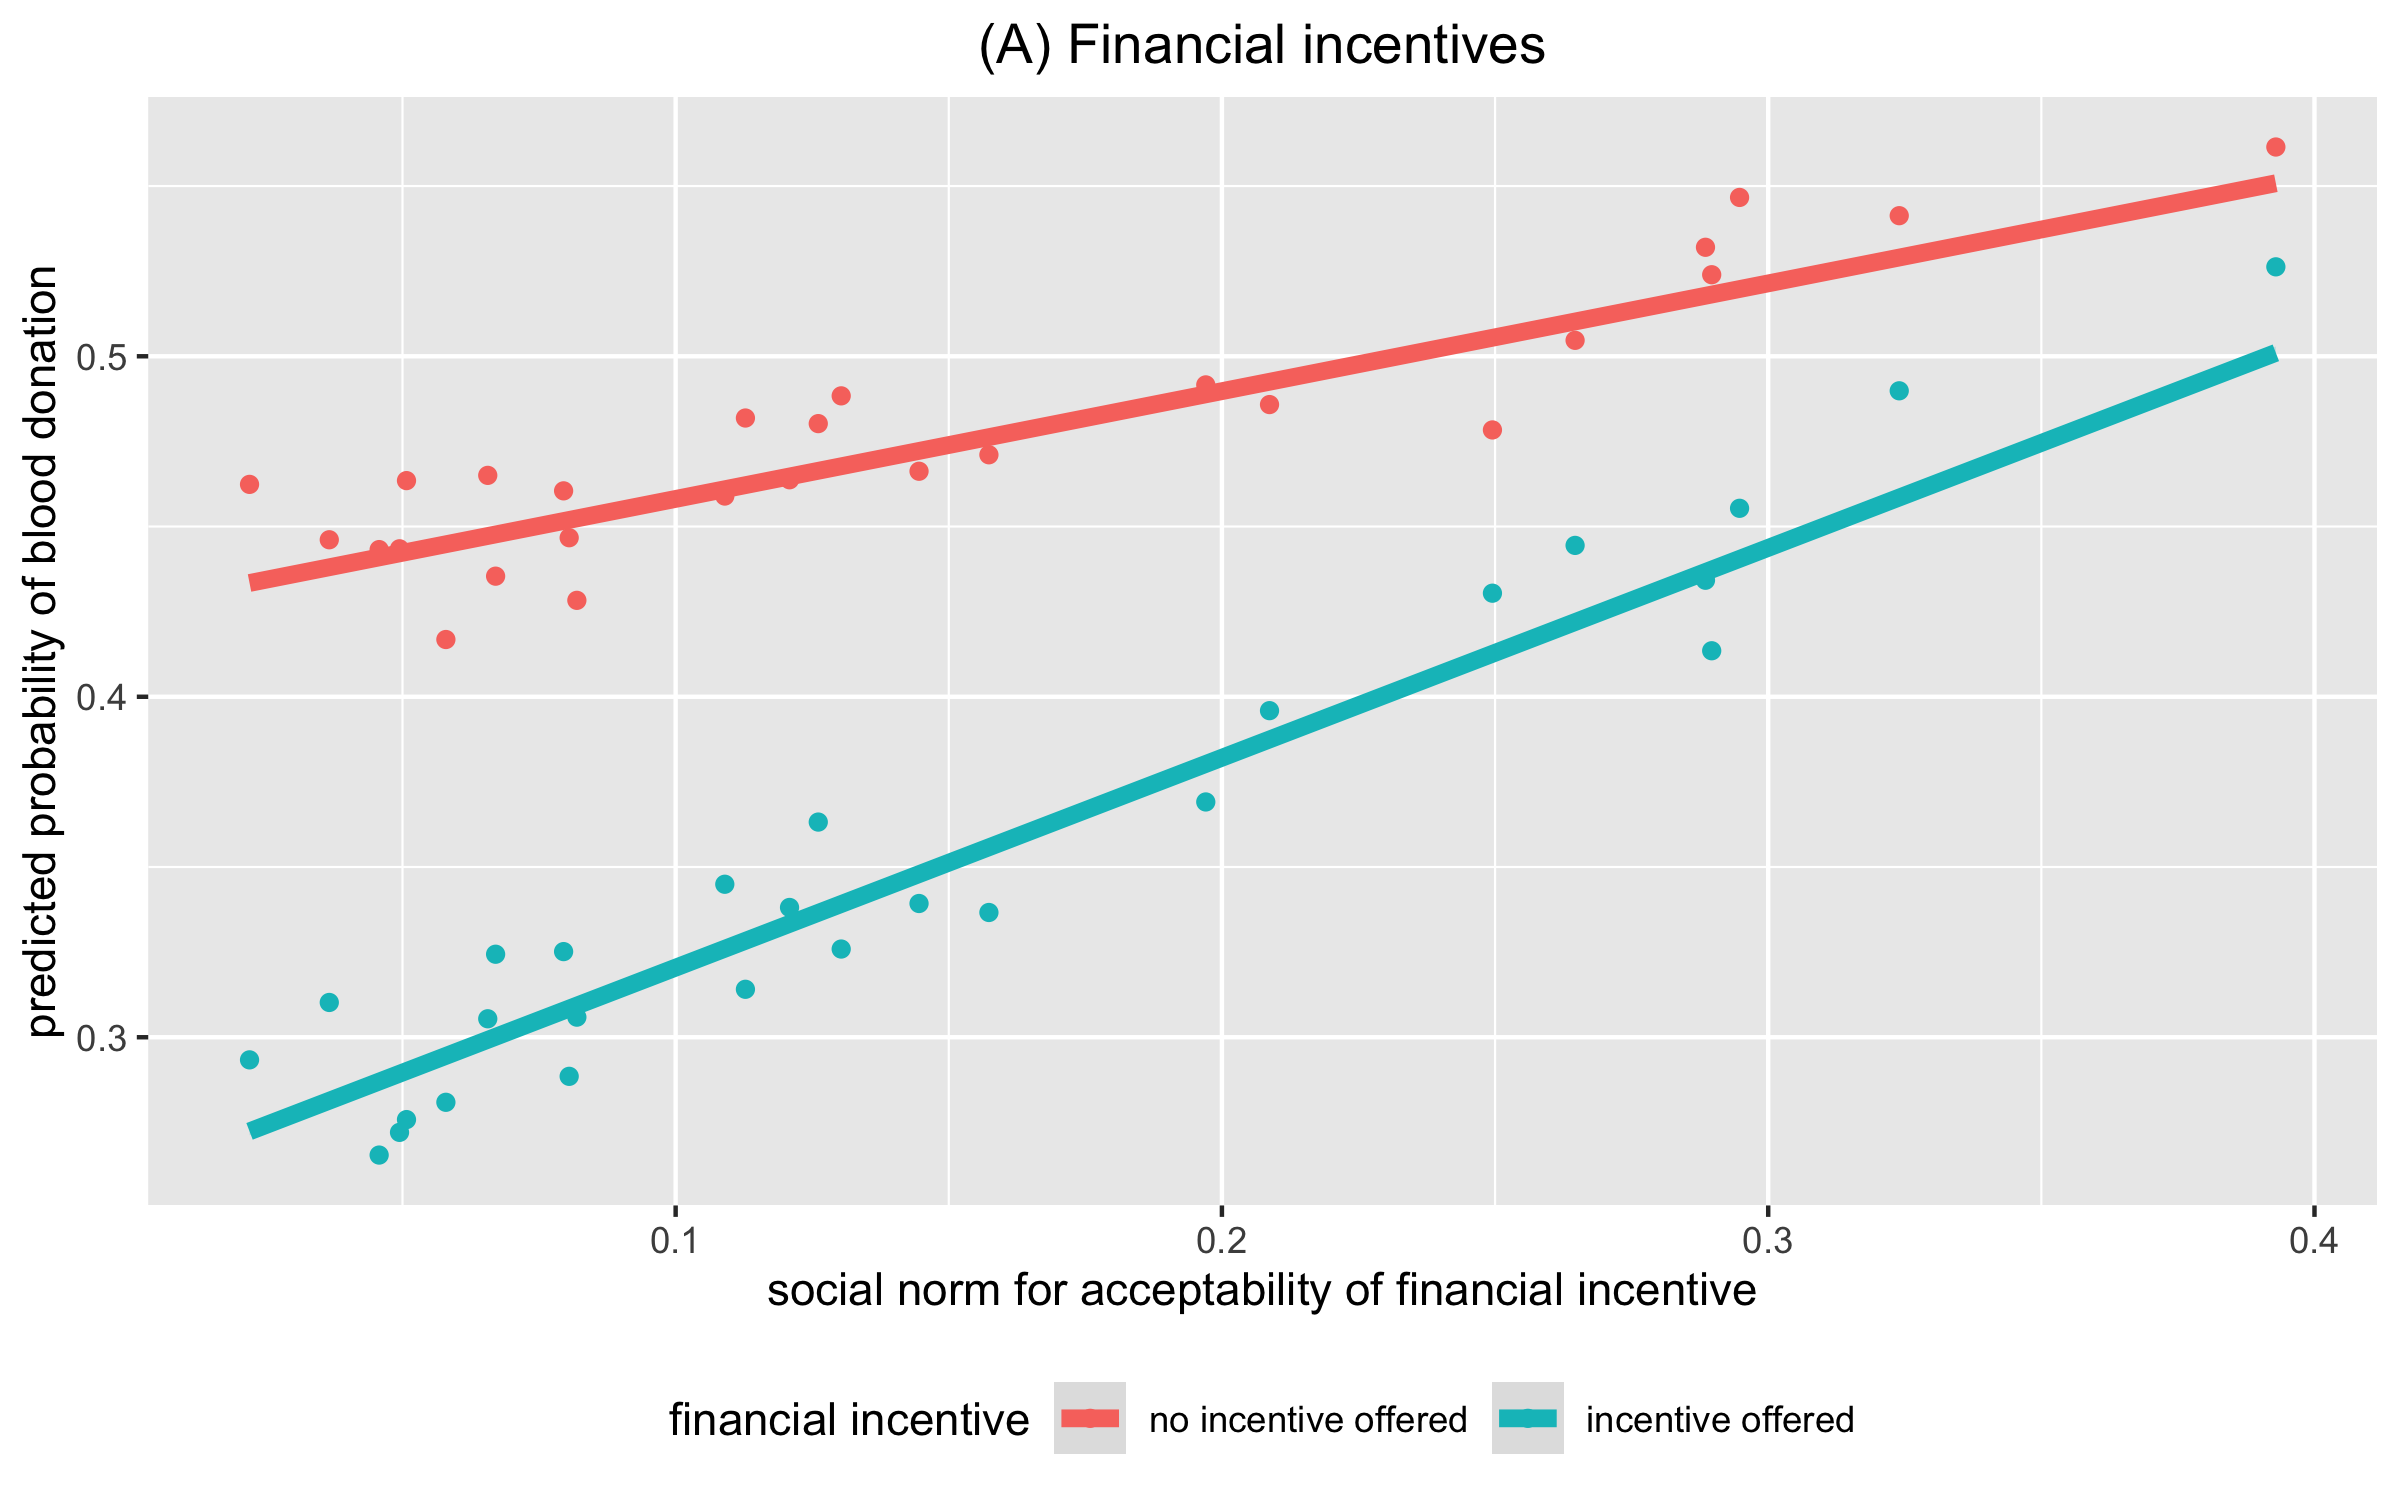 (A) Financial incentives
predicted probability of blood donation
0.5
0.4
0.3
0.1 0.2 0.3 0.4
social norm for acceptability of financial incentive
financial incentive no incentive offered incentive offered